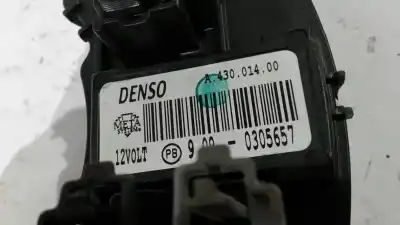 DENSO
A.430.014.00
META
12VOLT PB 9.00 - 0305657